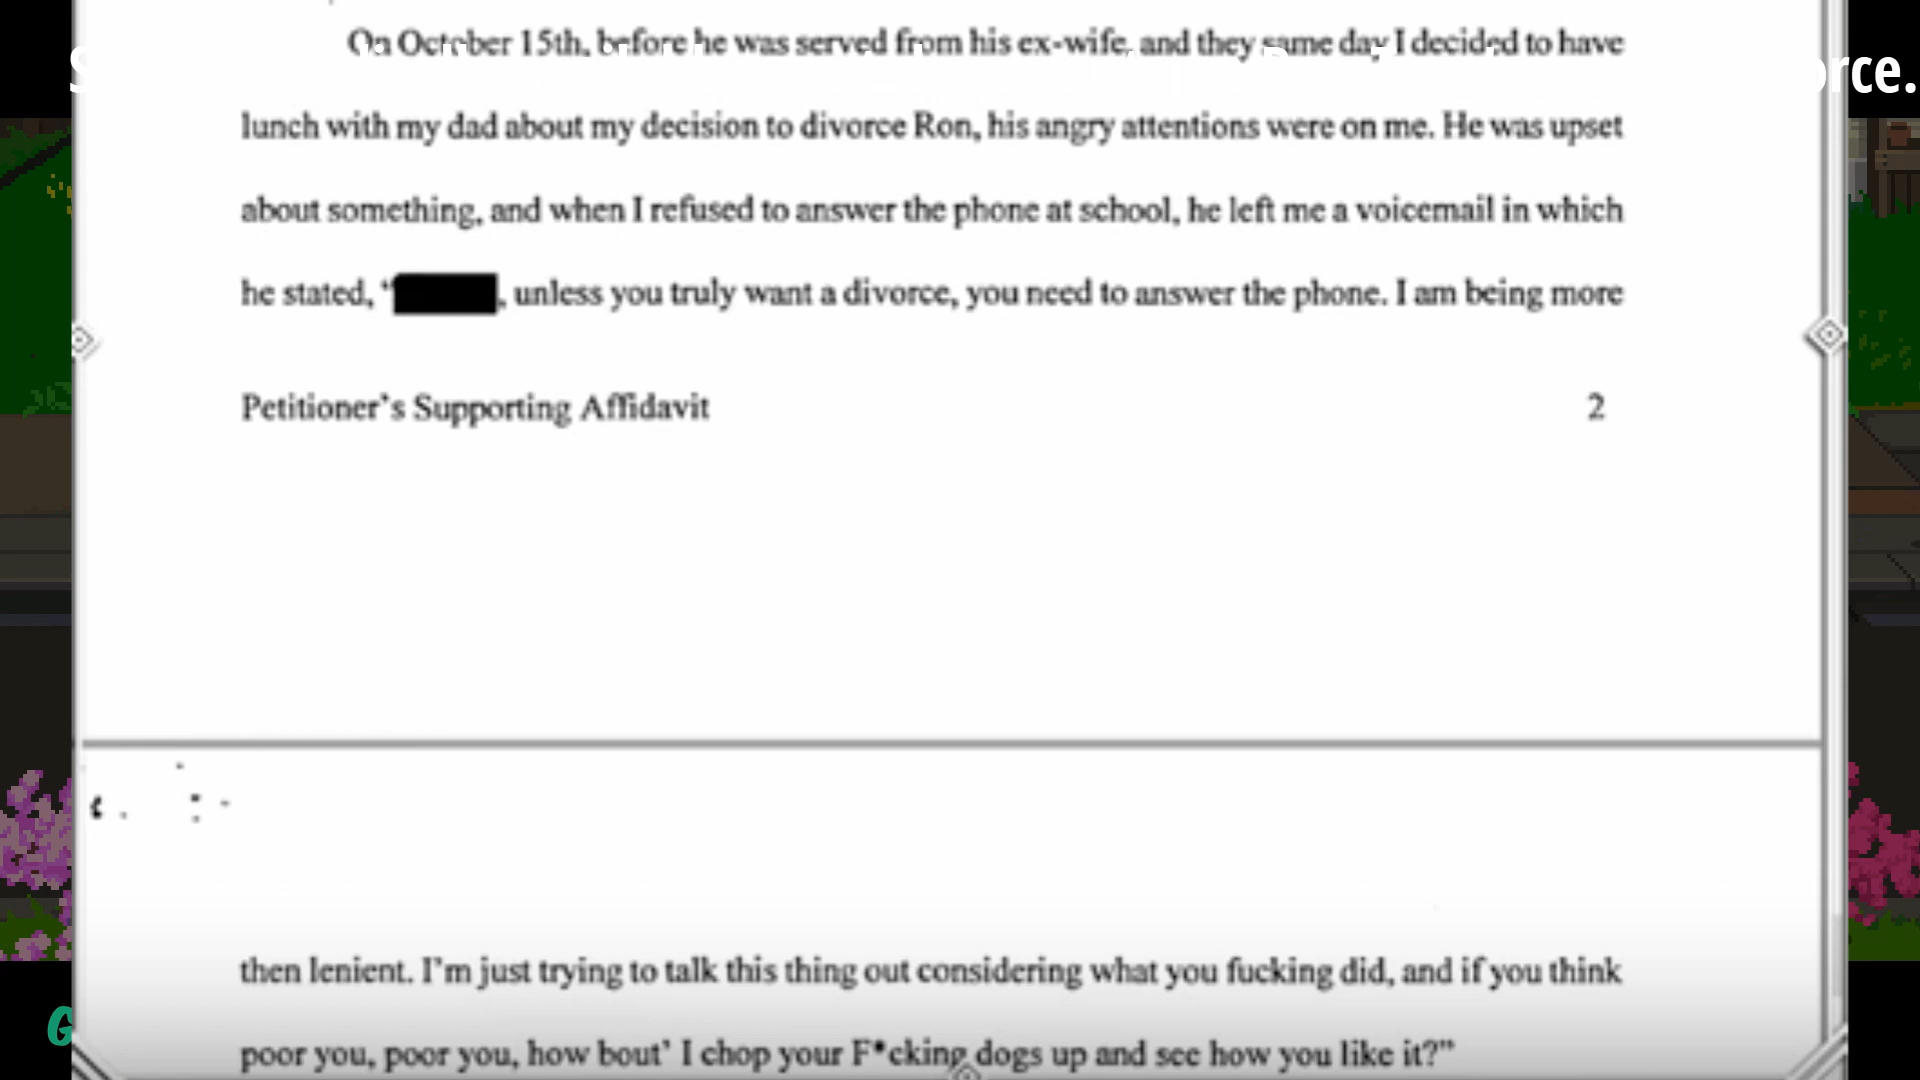 On October 15th, before he was served from his ex-wife, and they same day I decided to have
orce.
lunch with my dad about my decision to divorce Ron, his angry attentions were on me. He was upset
about something, and when I refused to answer the phone at school, he left me a voicemail in which
he stated, “ , unless you truly want a divorce, you need to answer the phone. I am being more
Petitioner’s Supporting Affidavit 2
then lenient. I’m just trying to talk this thing out considering what you fucking did, and if you think
poor you, poor you, how bout’ I chop your F*cking dogs up and see how you like it?”